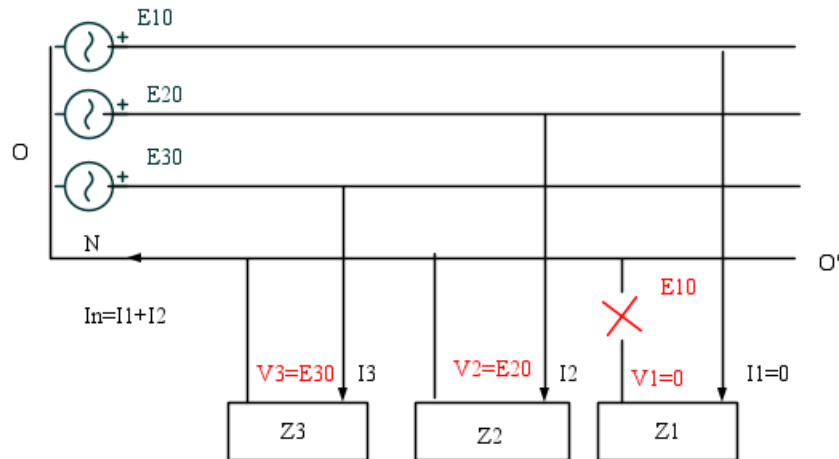 E10
E20
E30
O
N
O'
E10
In=I1+I2
V3=E30 I3 V2=E20 I2 V1=0 I1=0
Z3 Z2 Z1